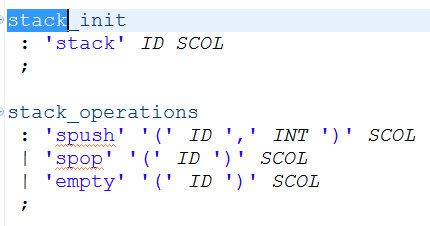 stack_init
: 'stack' ID SCOL
;
stack_operations
: 'spush' '(' ID ',' INT ')' SCOL
| 'spop' '(' ID ')' SCOL
| 'empty' '(' ID ')' SCOL
;